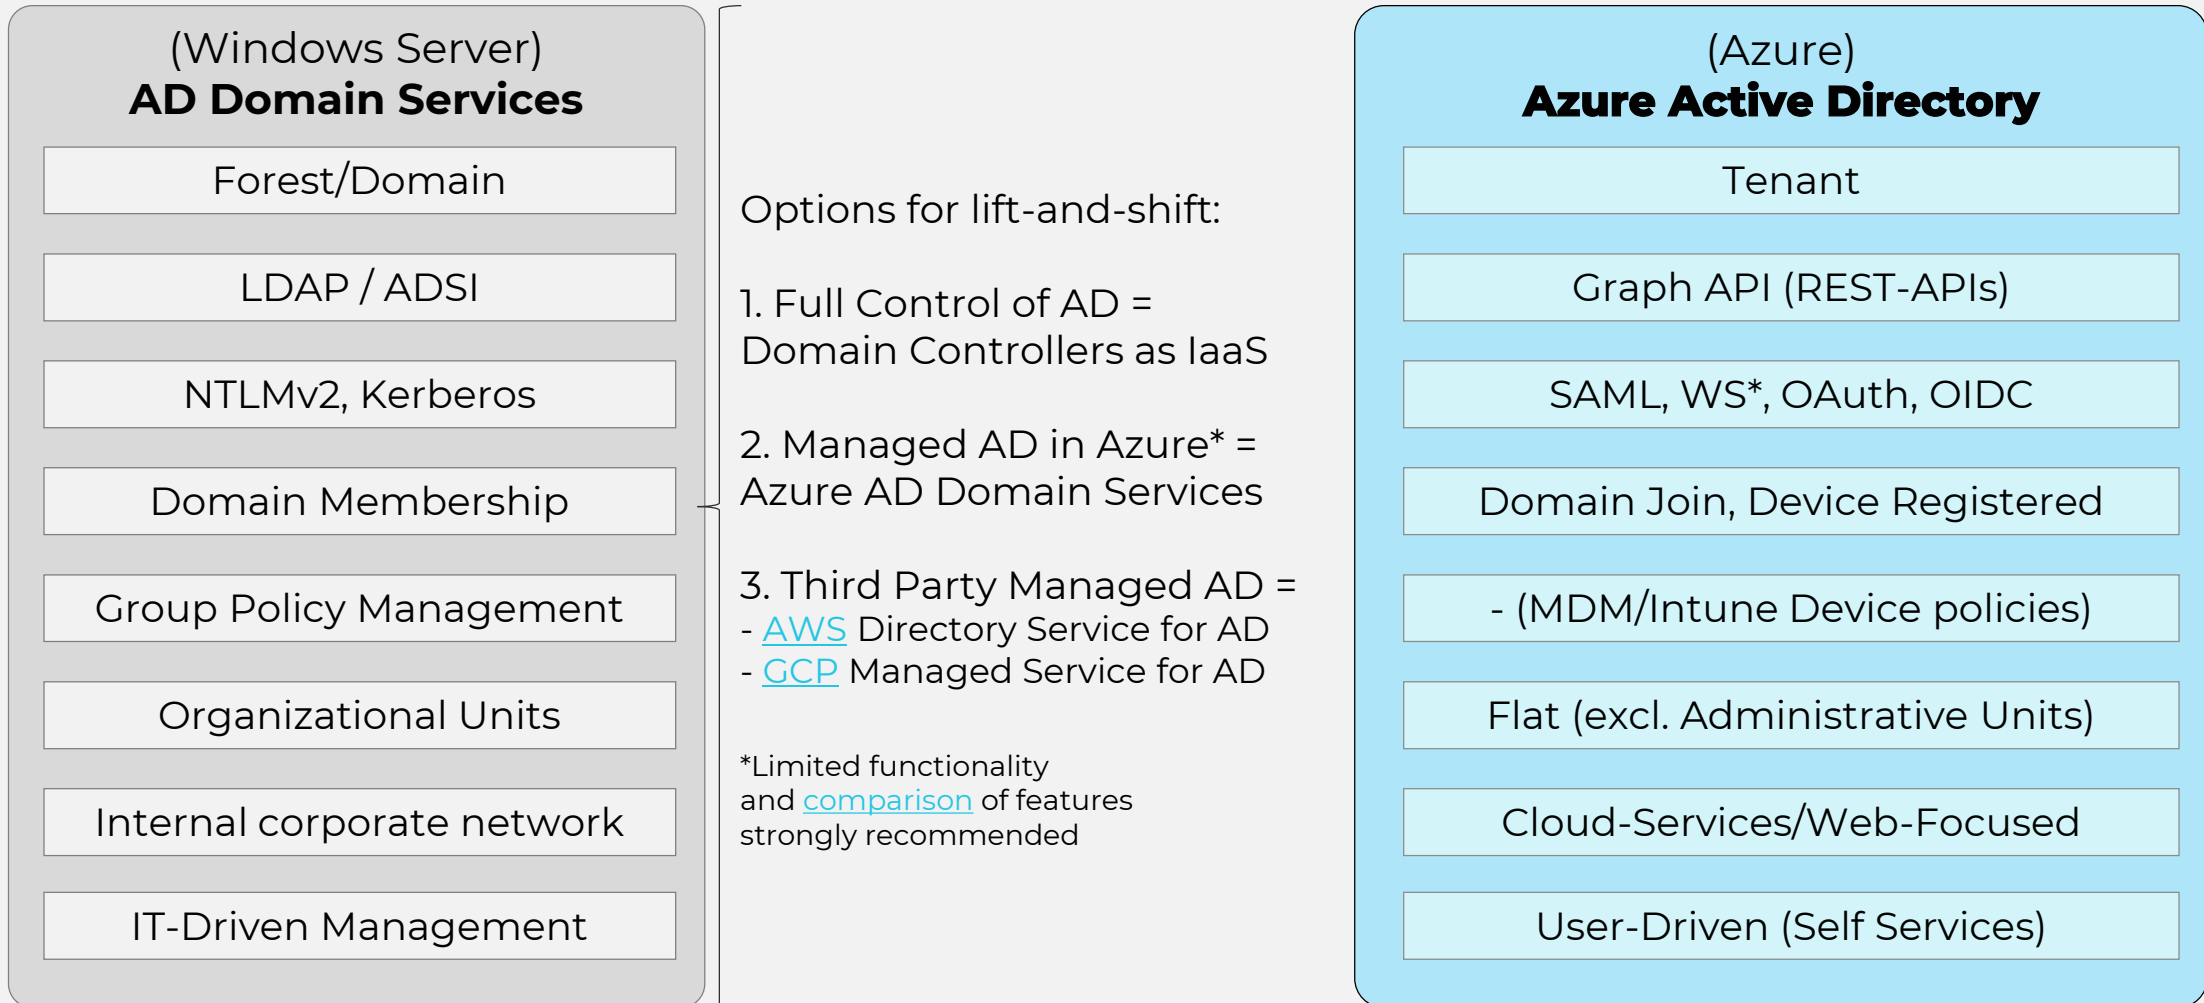 (Windows Server)
AD Domain Services
Forest/Domain
LDAP / ADSI
NTLMv2, Kerberos
Domain Membership
Group Policy Management
Organizational Units
Internal corporate network
IT-Driven Management
Options for lift-and-shift:
1. Full Control of AD =
Domain Controllers as IaaS
2. Managed AD in Azure* =
Azure AD Domain Services
3. Third Party Managed AD =
- AWS Directory Service for AD
- GCP Managed Service for AD
*Limited functionality
and comparison of features
strongly recommended
(Azure)
Azure Active Directory
Tenant
Graph API (REST-APIs)
SAML, WS*, OAuth, OIDC
Domain Join, Device Registered
- (MDM/Intune Device policies)
Flat (excl. Administrative Units)
Cloud-Services/Web-Focused
User-Driven (Self Services)